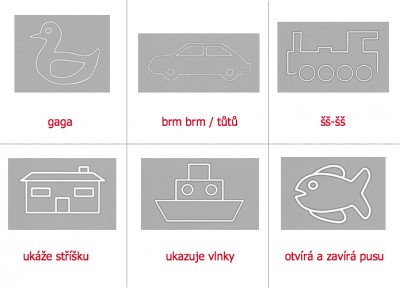 gaga
brm brm / tůtů
šš-šš
ukáže stříšku
ukazuje vlnky
otvírá a zavírá pusu